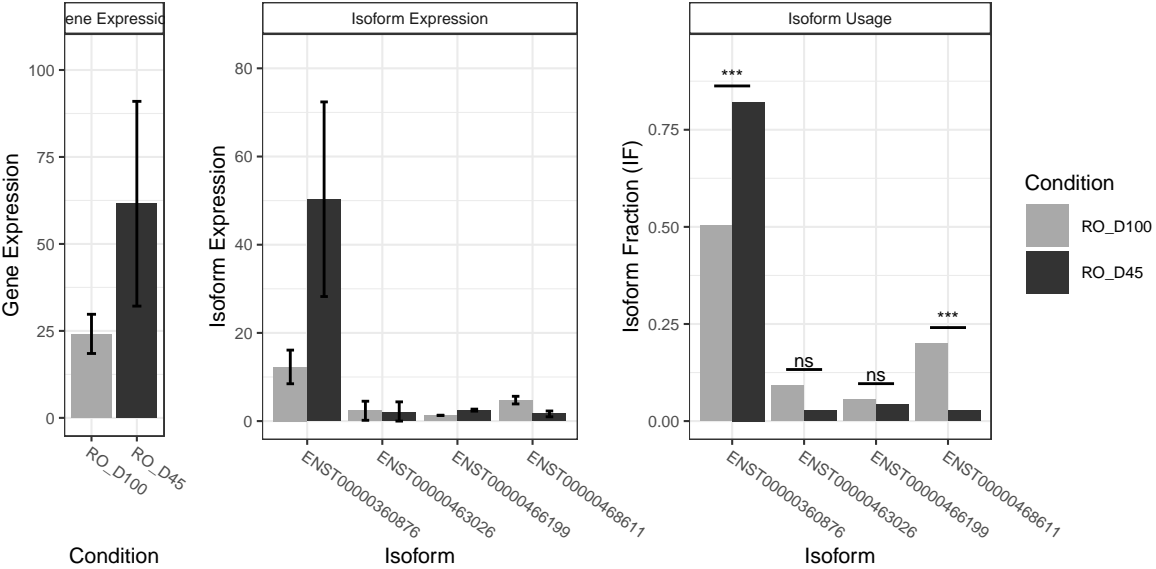 ene Expressio
Gene Expression
100
75
50
25
0
RO_D100
RO_D45
Condition
Isoform Expression
Isoform Expression
80
60
40
20
0
ENST00000360876
ENST00000463026
ENST00000466199
ENST00000468611
Isoform
Isoform Usage
Isoform Fraction (IF)
0.75
0.50
0.25
0.00
***
ns
ns
***
ENST00000360876
ENST00000463026
ENST00000466199
ENST00000468611
Isoform
Condition
RO_D100
RO_D45